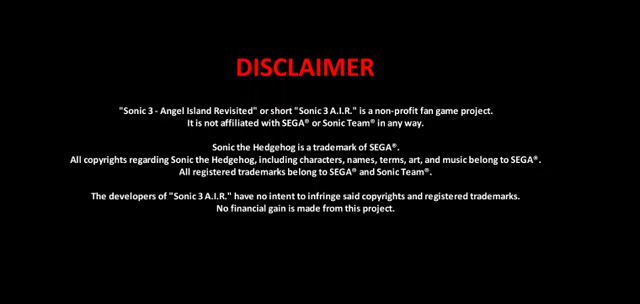 DISCLAIMER
"Sonic 3 - Angel Island Revisited" or short "Sonic 3 A.I.R." is a non-profit fan game project.
It is not affiliated with SEGA® or Sonic Team® in any way.
Sonic the Hedgehog is a trademark of SEGA®.
All copyrights regarding Sonic the Hedgehog, including characters, names, terms, art, and music belong to SEGA®.
All registered trademarks belong to SEGA® and Sonic Team®.
The developers of "Sonic 3 A.I.R." have no intent to infringe said copyrights and registered trademarks.
No financial gain is made from this project.